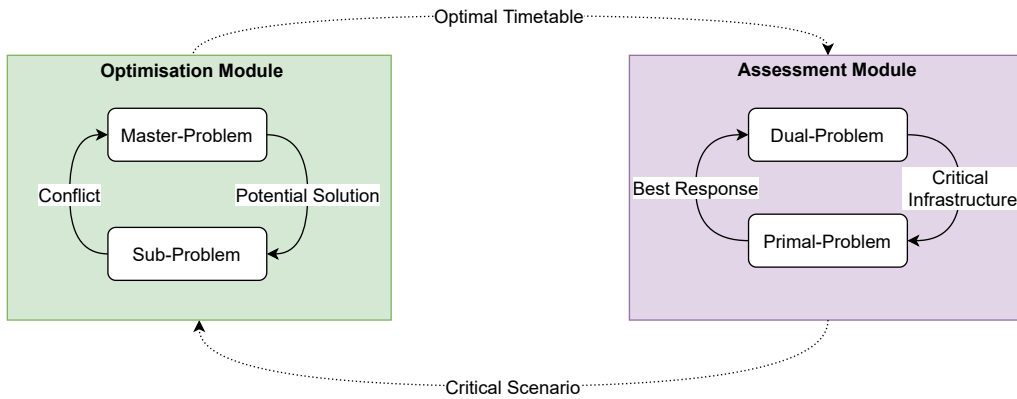 Optimal Timetable
Optimisation Module
Master-Problem
Conflict
Potential Solution
Sub-Problem
Assessment Module
Dual-Problem
Best Response
Critical
Infrastructure
Primal-Problem
Critical Scenario